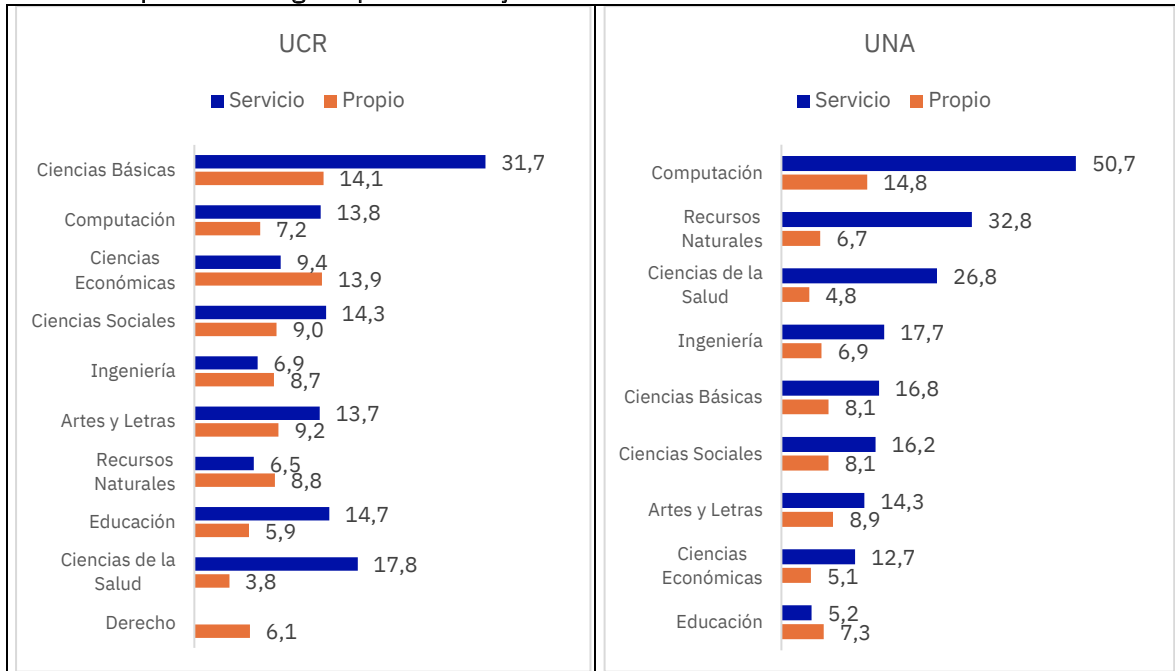 UCR
Servicio Propio
Ciencias Básicas
31,7
14,1
Computación
13,8
7,2
Ciencias
Económicas
9,4
13,9
Ciencias Sociales
14,3
9,0
Ingeniería
6,9
8,7
Artes y Letras
13,7
9,2
Recursos
Naturales
6,5
8,8
Educación
14,7
5,9
Ciencias de la
Salud
17,8
3,8
Derecho
6,1
UNA
Servicio Propio
Computación
50,7
14,8
Recursos
Naturales
32,8
6,7
Ciencias de la
Salud
26,8
4,8
Ingeniería
17,7
6,9
Ciencias Básicas
16,8
8,1
Ciencias Sociales
16,2
8,1
Artes y Letras
14,3
8,9
Ciencias
Económicas
12,7
5,1
Educación
5,2
7,3